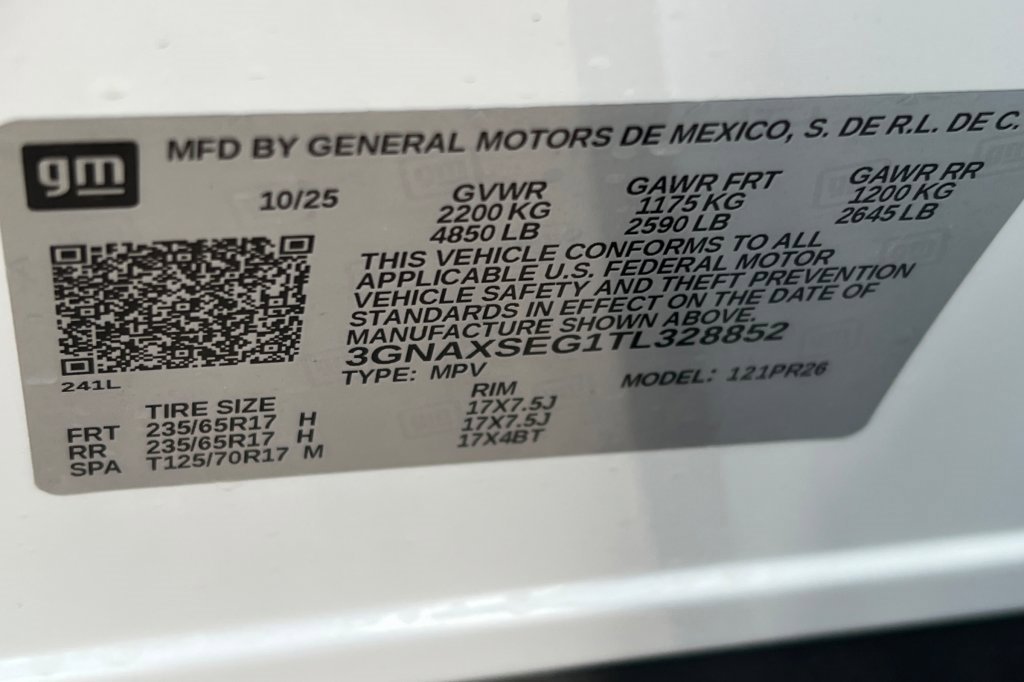 gm
MFD BY GENERAL MOTORS DE MEXICO, S. DE R.L. DE C.
10/25
GVWR
2200 KG
4850 LB
GAWR FRT
1175 KG
2590 LB
GAWR RR
1200 KG
2645 LB
THIS VEHICLE CONFORMS TO ALL
APPLICABLE U.S. FEDERAL MOTOR
VEHICLE SAFETY AND THEFT PREVENTION
STANDARDS IN EFFECT ON THE DATE OF
MANUFACTURE SHOWN ABOVE.
3GNAXSEG1TL328852
TYPE: MPV
MODEL: 121PR26
241L
TIRE SIZE
RIM
FRT 235/65R17 H 17X7.5J
RR 235/65R17 H 17X7.5J
SPA T125/70R17 M 17X4BT